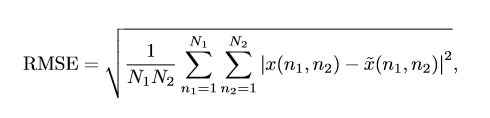 RMSE = \sqrt{\frac{1}{N_1 N_2} \sum_{n_1=1}^{N_1} \sum_{n_2=1}^{N_2} |x(n_1, n_2) - \tilde{x}(n_1, n_2)|^2},